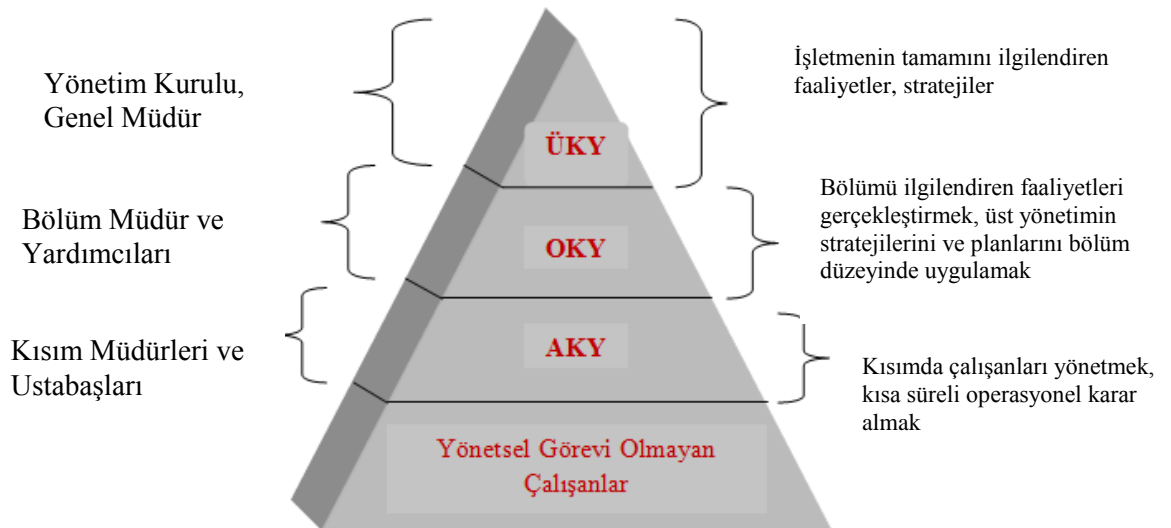 Yönetim Kurulu,
Genel Müdür
ÜKY
İşletmenin tamamını ilgilendiren
faaliyetler, stratejiler
Bölüm Müdür ve
Yardımcıları
OKY
Bölümü ilgilendiren faaliyetleri
gerçekleştirmek, üst yönetimin
stratejilerini ve planlarını bölüm
düzeyinde uygulamak
Kısım Müdürleri ve
Ustabaşları
AKY
Kısımda çalışanları yönetmek,
kısa süreli operasyonel karar
almak
Yönetsel Görevi Olmayan
Çalışanlar